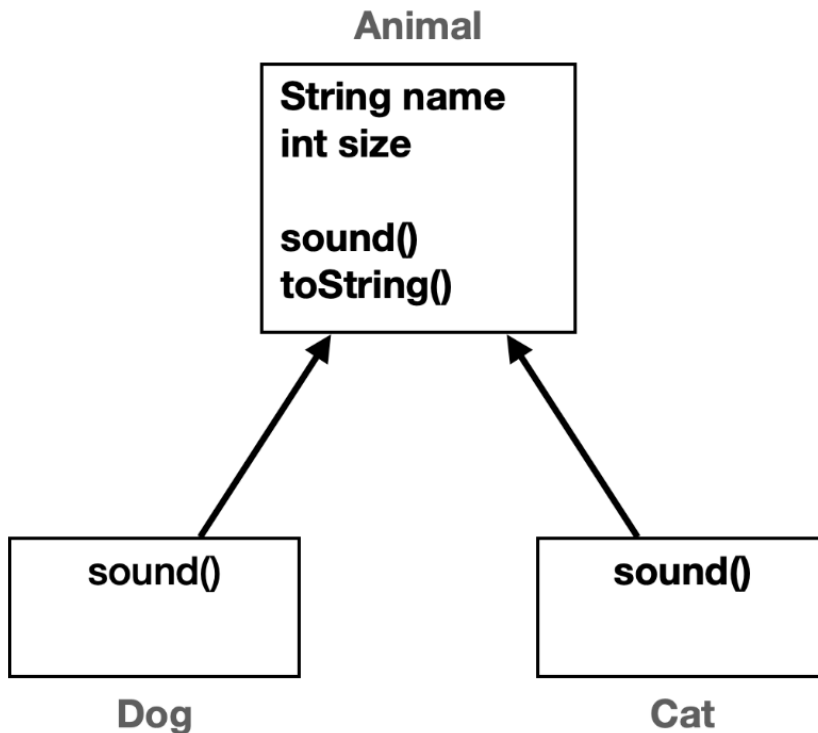 Animal
String name
int size
sound()
toString()
sound()
sound()
Dog
Cat